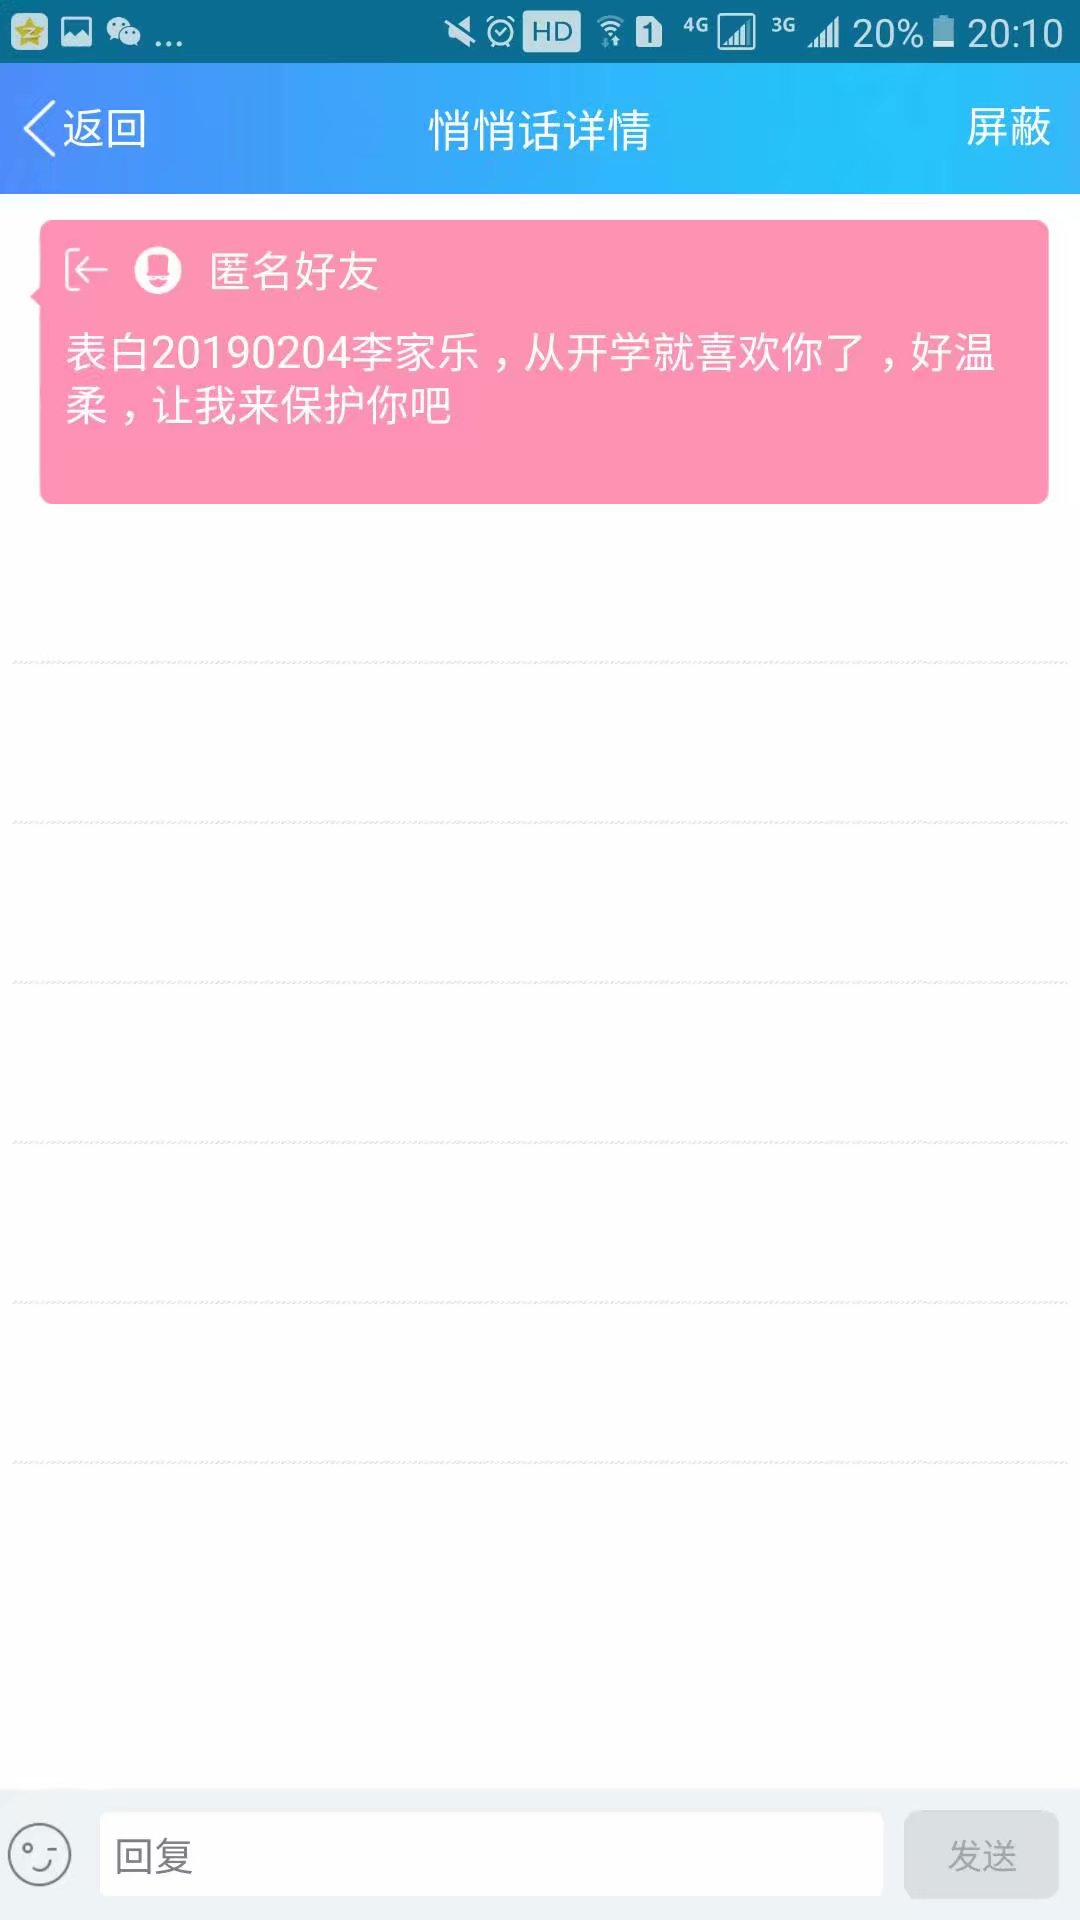 ... HD 1 4G 3G 20% 20:10
返回 悄悄话详情 屏蔽
匿名好友
表白20190204李家乐，从开学就喜欢你了，好温
柔，让我来保护你吧
回复 发送